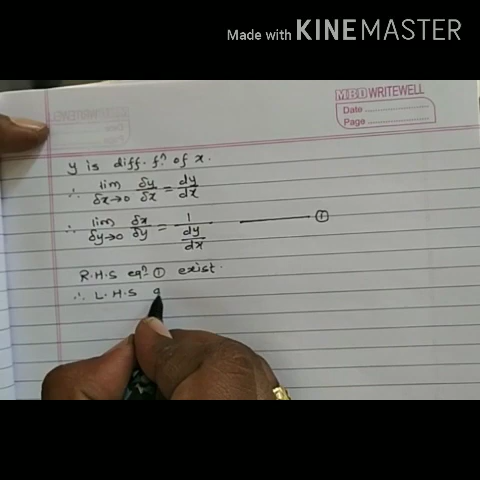 Made with KINEMASTER
MBD WRITEWELL
Date
Page
y is diff. fⁿ of x.
∴ lim δx→0 δy/δx = dy/dx
∴ lim δy→0 δx/δy = 1/(dy/dx) ——— ①
R.H.S eqⁿ ① exist.
∴ L.H.S a